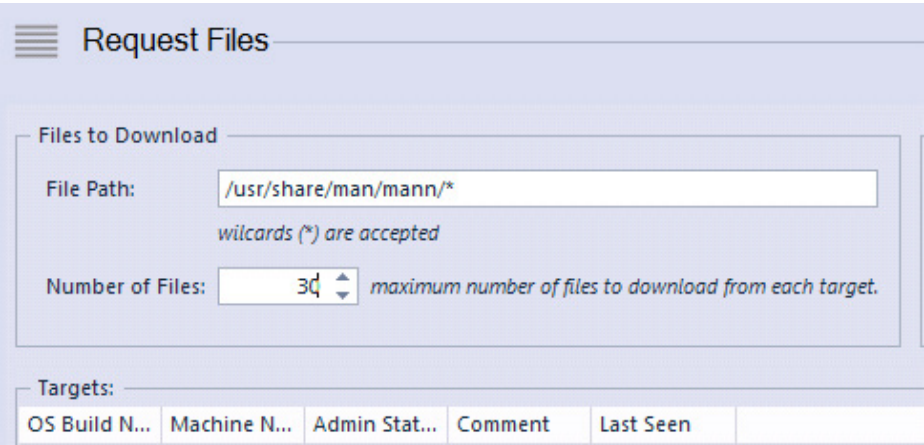 Request Files
Files to Download
File Path: /usr/share/man/mann/*
wilcards (*) are accepted
Number of Files: 30 maximum number of files to download from each target.
Targets:
OS Build N... Machine N... Admin Stat... Comment Last Seen